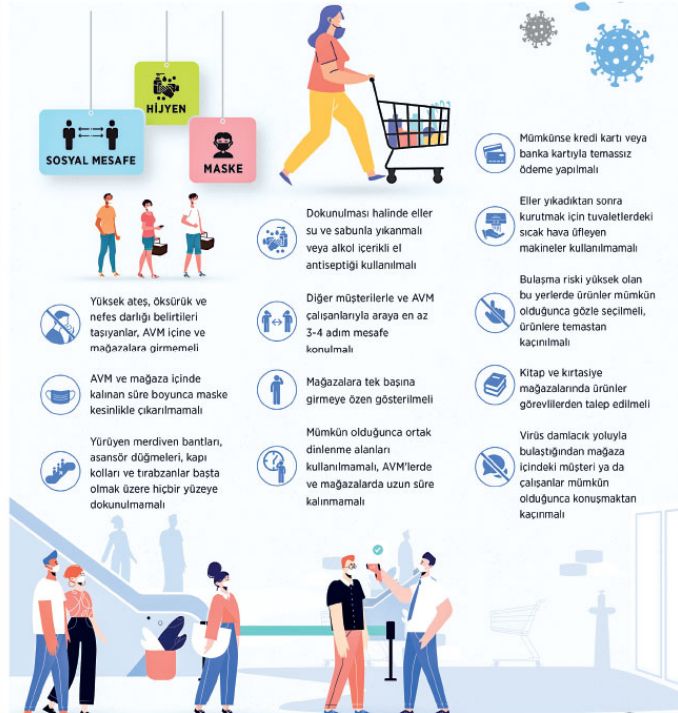 HİJYEN
SOSYAL MESAFE
MASKE
Yüksek ateş, öksürük ve
nefes darlığı belirtileri
taşıyanlar, AVM içine ve
mağazalara girmemeli
AVM ve mağaza içinde
kalınan süre boyunca maske
kesinlikle çıkarılmamalı
Yürüyen merdiven bantları,
asansör düğmeleri, kapı
kolları ve tırabzanlar başta
olmak üzere hiçbir yüzeye
dokunulmamalı
Dokunulması halinde eller
su ve sabunla yıkanmalı
veya alkol içerikli el
antiseptiği kullanılmalı
Diğer müşterilerle ve AVM
çalışanlarıyla araya en az
3-4 adım mesafe
konulmalı
Mağazalara tek başına
girmeye özen gösterilmeli
Mümkün olduğunca ortak
dinlenme alanları
kullanılmamalı, AVM'lerde
ve mağazalarda uzun süre
kalınmamalı
Mümkünse kredi kartı veya
banka kartıyla temassız
ödeme yapılmalı
Eller yıkadıktan sonra
kurutmak için tuvaletlerdeki
sıcak hava üfleyen
makineler kullanılmamalı
Bulaşma riski yüksek olan
bu yerlerde ürünler mümkün
olduğunca gözle seçilmeli,
ürünlere temastan
kaçınılmalı
Kitap ve kırtasiye
mağazalarında ürünler
görevlilerden talep edilmeli
Virüs damlacık yoluyla
bulaştığından mağaza
içindeki müşteri ya da
çalışanlar mümkün
olduğunca konuşmaktan
kaçınmalı